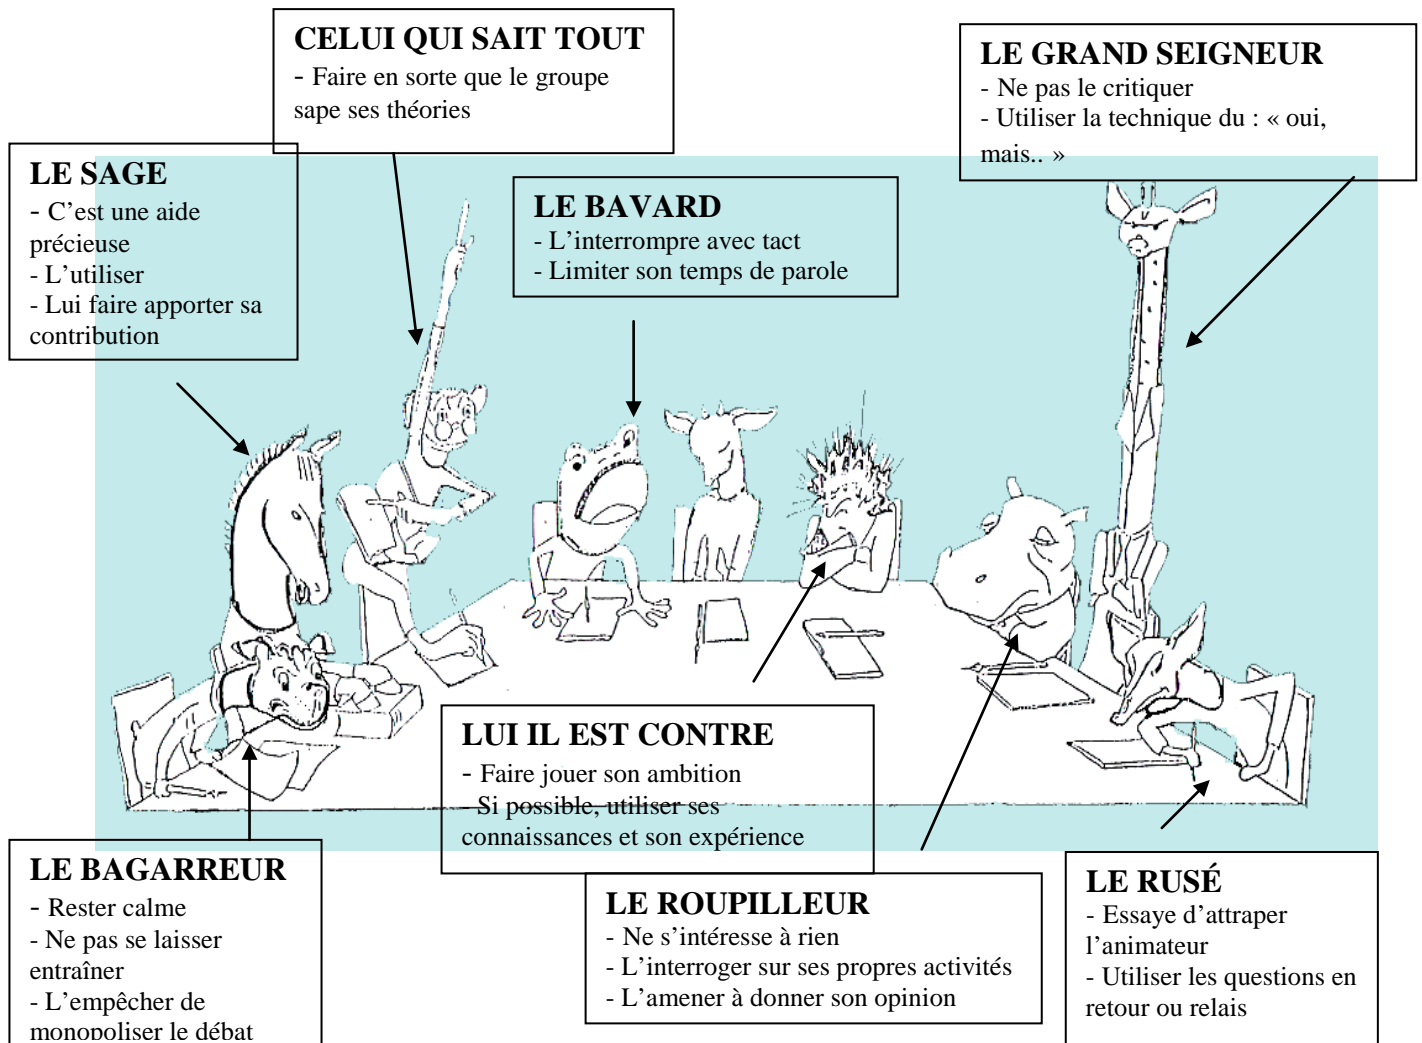 CELUI QUI SAIT TOUT
- Faire en sorte que le groupe
sape ses théories
LE GRAND SEIGNEUR
- Ne pas le critiquer
- Utiliser la technique du : « oui,
mais.. »
LE SAGE
- C’est une aide
précieuse
- L’utiliser
- Lui faire apporter sa
contribution
LE BAVARD
- L’interrompre avec tact
- Limiter son temps de parole
LUI IL EST CONTRE
- Faire jouer son ambition
- Si possible, utiliser ses
connaissances et son expérience
LE BAGARREUR
- Rester calme
- Ne pas se laisser
entraîner
- L’empêcher de
monopoliser le débat
LE ROUPILLEUR
- Ne s’intéresse à rien
- L’interroger sur ses propres activités
- L’amener à donner son opinion
LE RUSÉ
- Essaye d’attraper
l’animateur
- Utiliser les questions en
retour ou relais